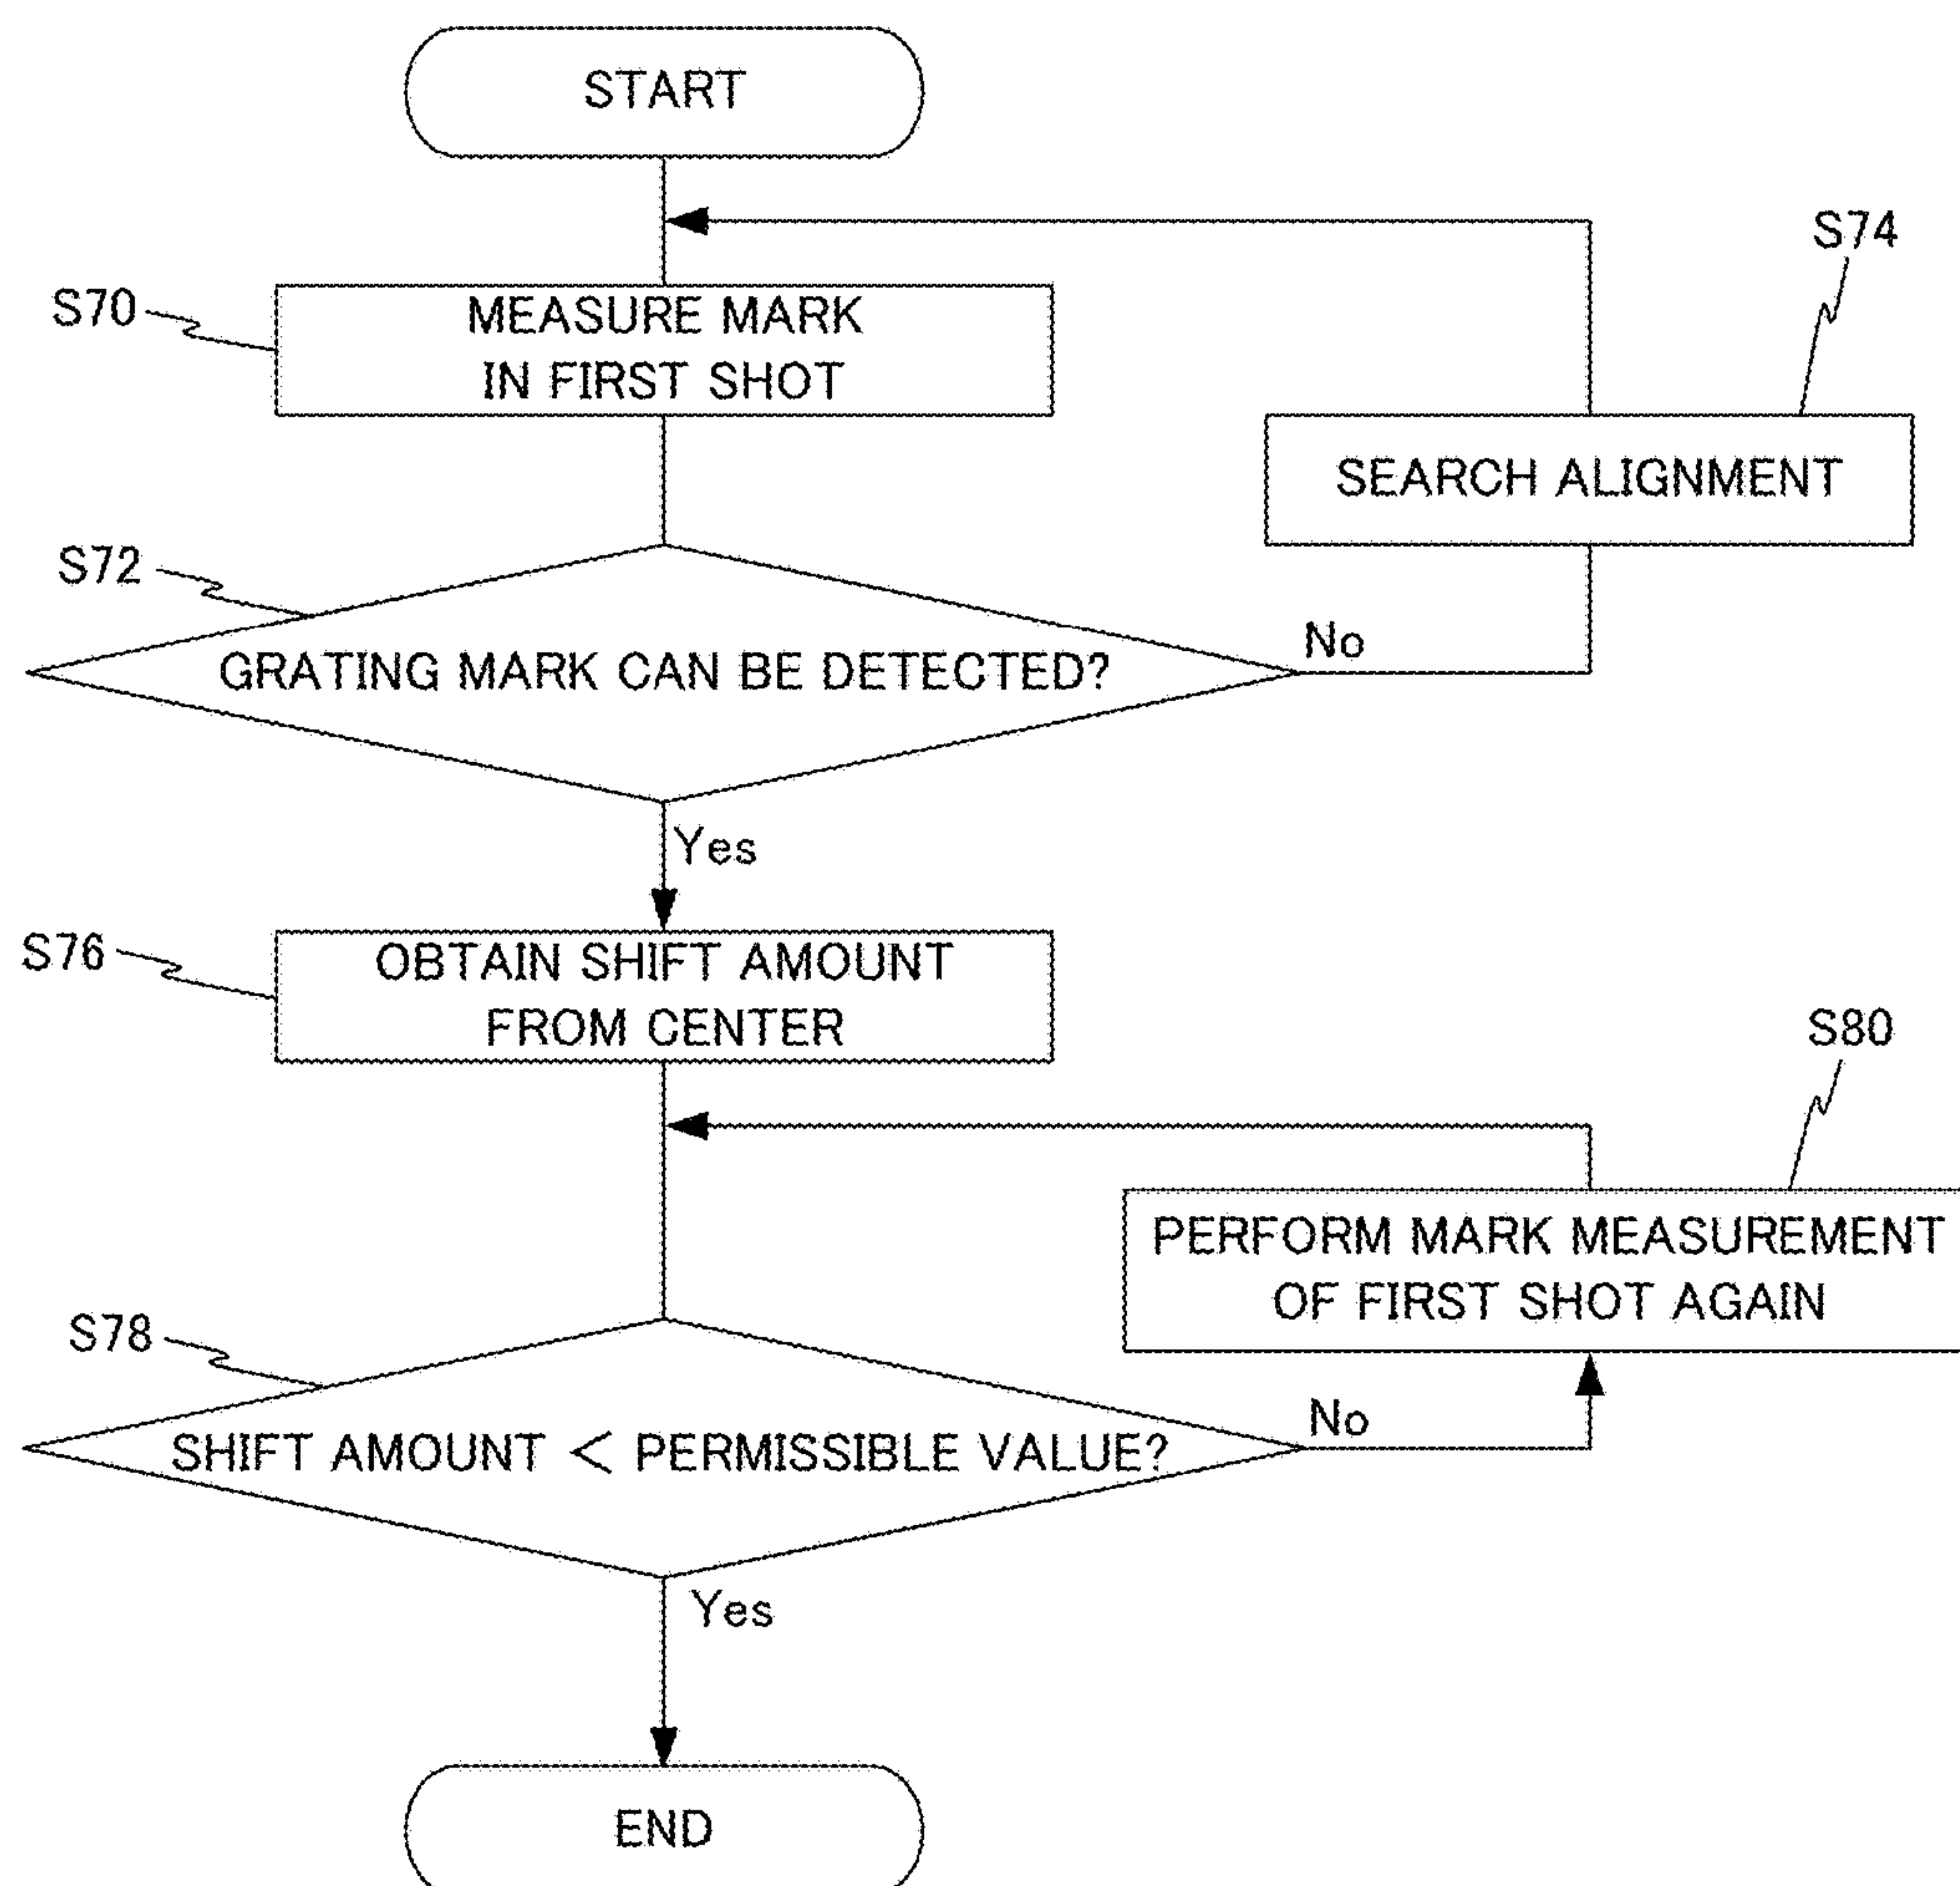 START
S74
S70
MEASURE MARK
IN FIRST SHOT
SEARCH ALIGNMENT
S72
No
GRATING MARK CAN BE DETECTED?
Yes
S76
OBTAIN SHIFT AMOUNT
FROM CENTER
S80
PERFORM MARK MEASUREMENT
OF FIRST SHOT AGAIN
S78
No
SHIFT AMOUNT < PERMISSIBLE VALUE?
Yes
END